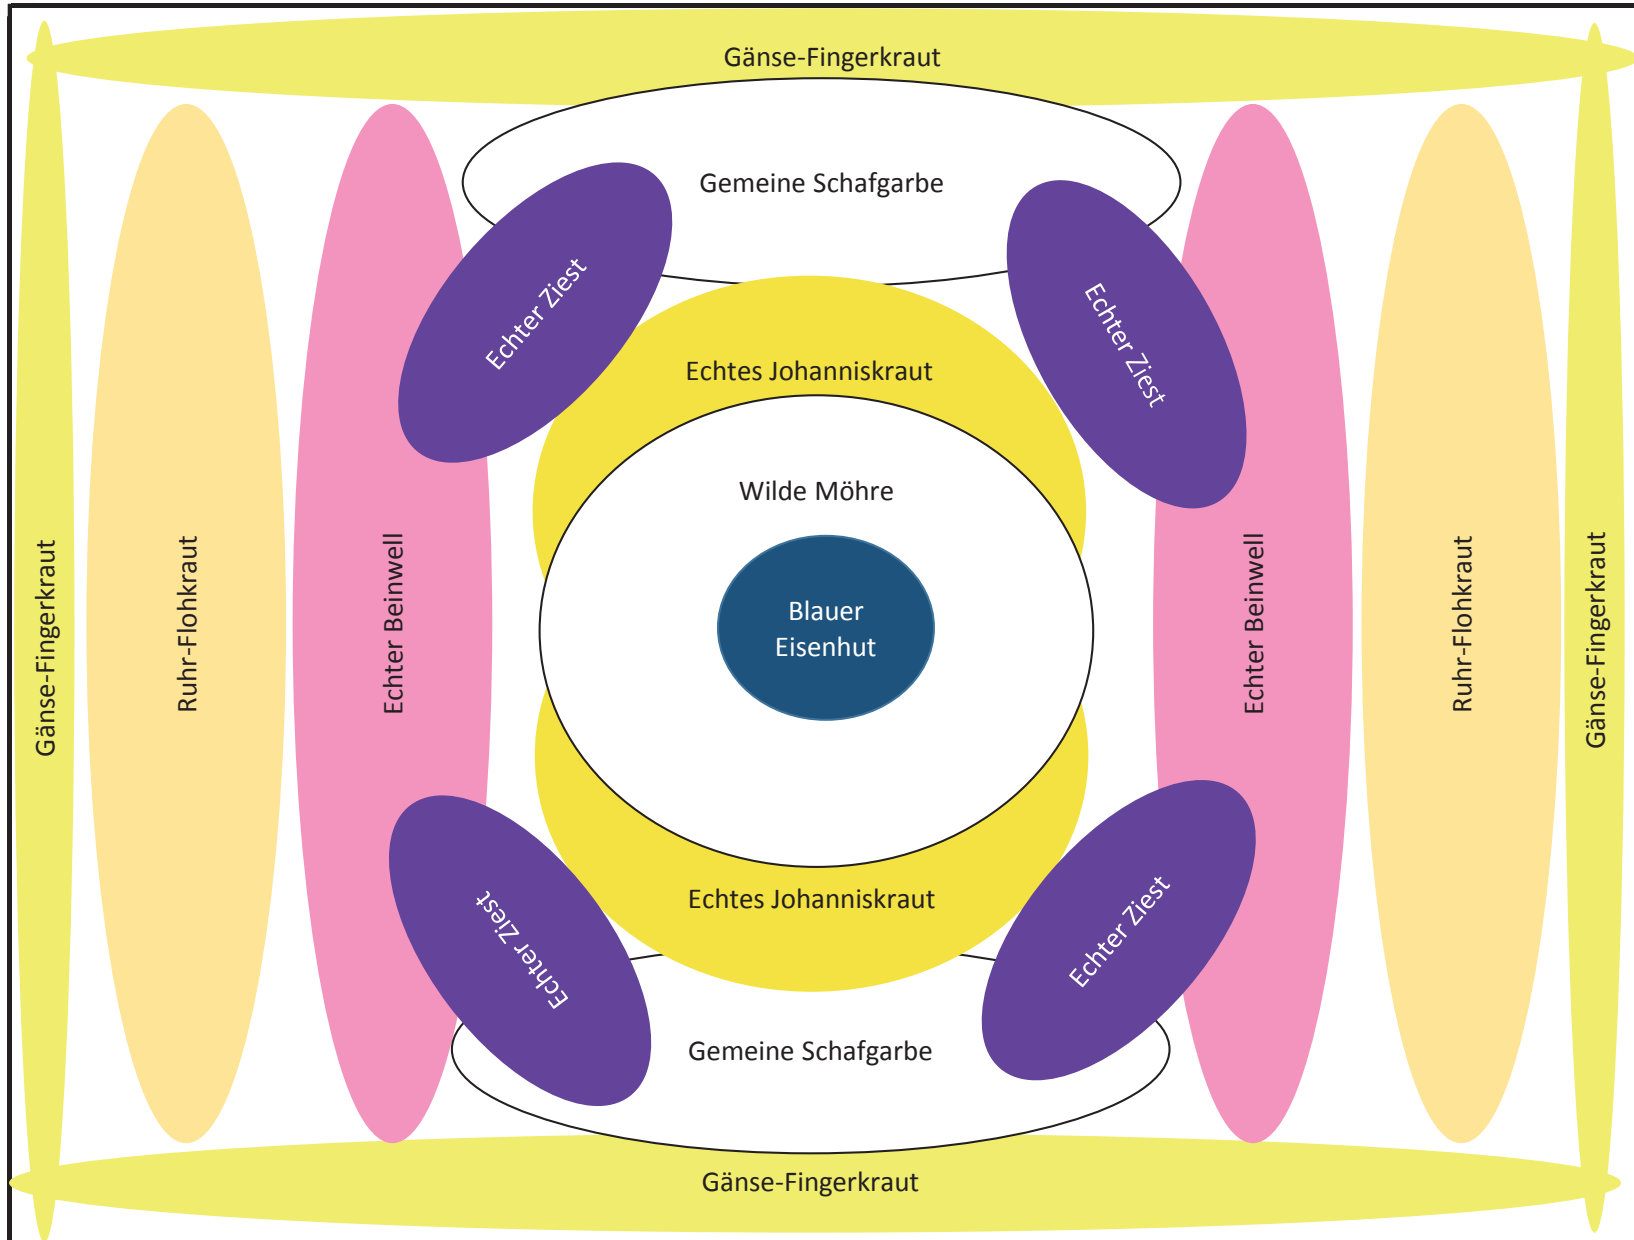 Gänse-Fingerkraut
Gemeine Schafgarbe
Echter Ziest
Echter Ziest
Echtes Johanniskraut
Wilde Möhre
Gänse-Fingerkraut
Ruhr-Flohkraut
Echter Beinwell
Blauer
Eisenhut
Echter Beinwell
Ruhr-Flohkraut
Gänse-Fingerkraut
Echtes Johanniskraut
Echter Ziest
Echter Ziest
Gemeine Schafgarbe
Gänse-Fingerkraut